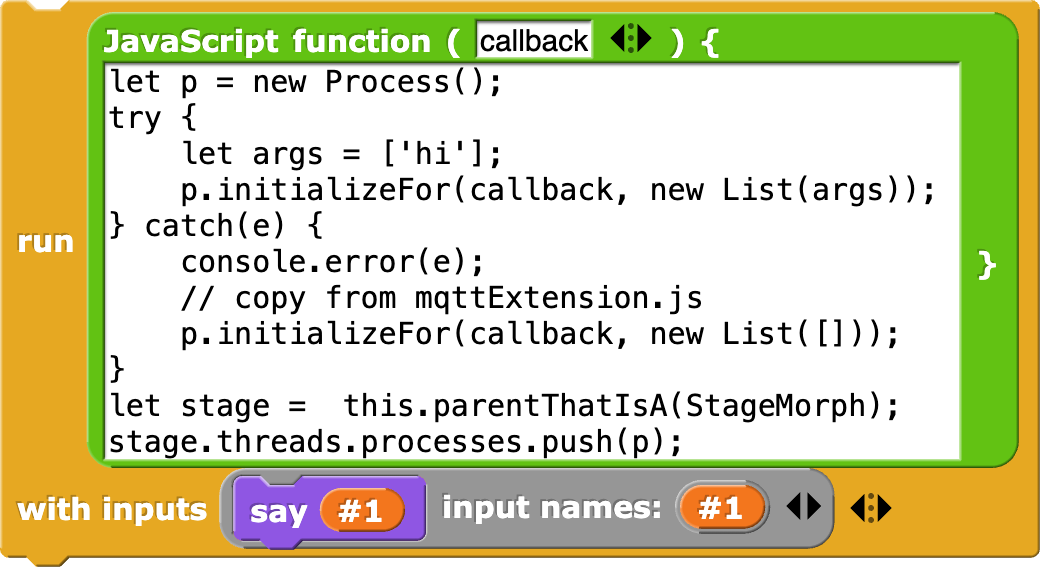 JavaScript function ( callback ) {
let p = new Process();
try {
    let args = ['hi'];
    p.initializeFor(callback, new List(args));
} catch(e) {
    console.error(e);
    // copy from mqttExtension.js
    p.initializeFor(callback, new List([]));
}
let stage =  this.parentThatIsA(StageMorph);
stage.threads.processes.push(p);
run
}
with inputs say #1 input names: #1